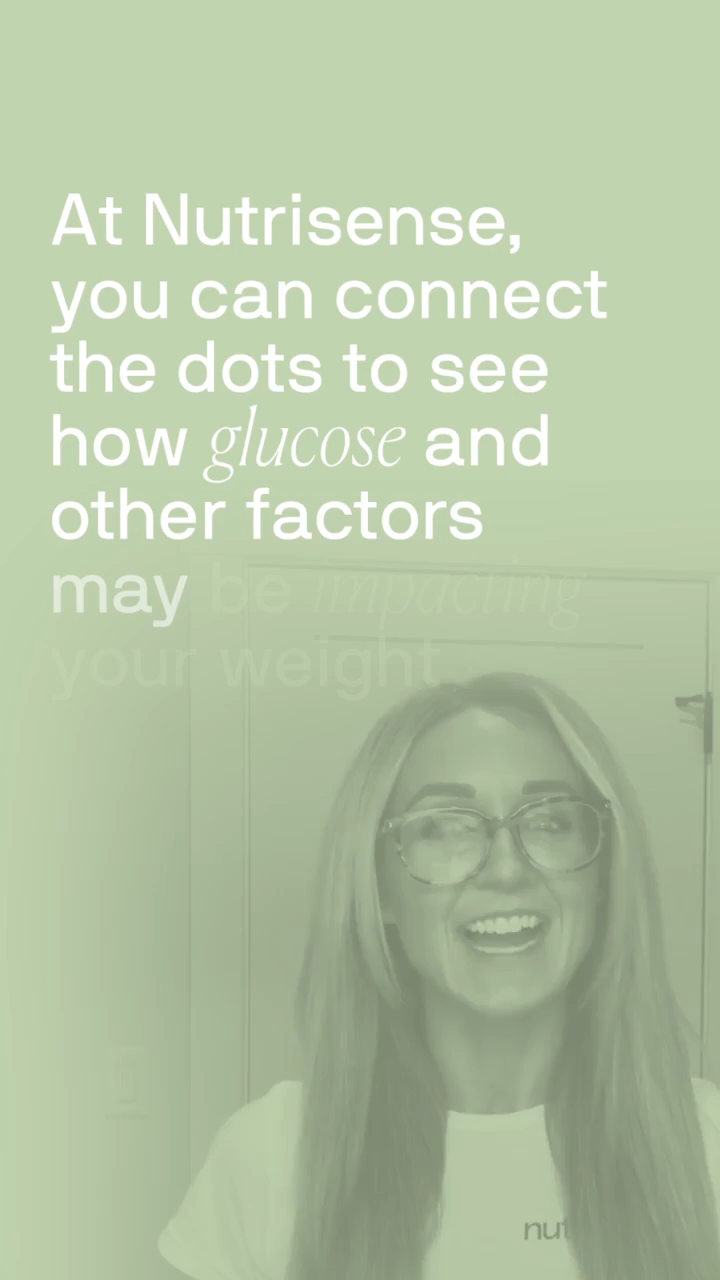 At Nutrisense,
you can connect
the dots to see
how glucose and
other factors
may be impacting
your weight
nut